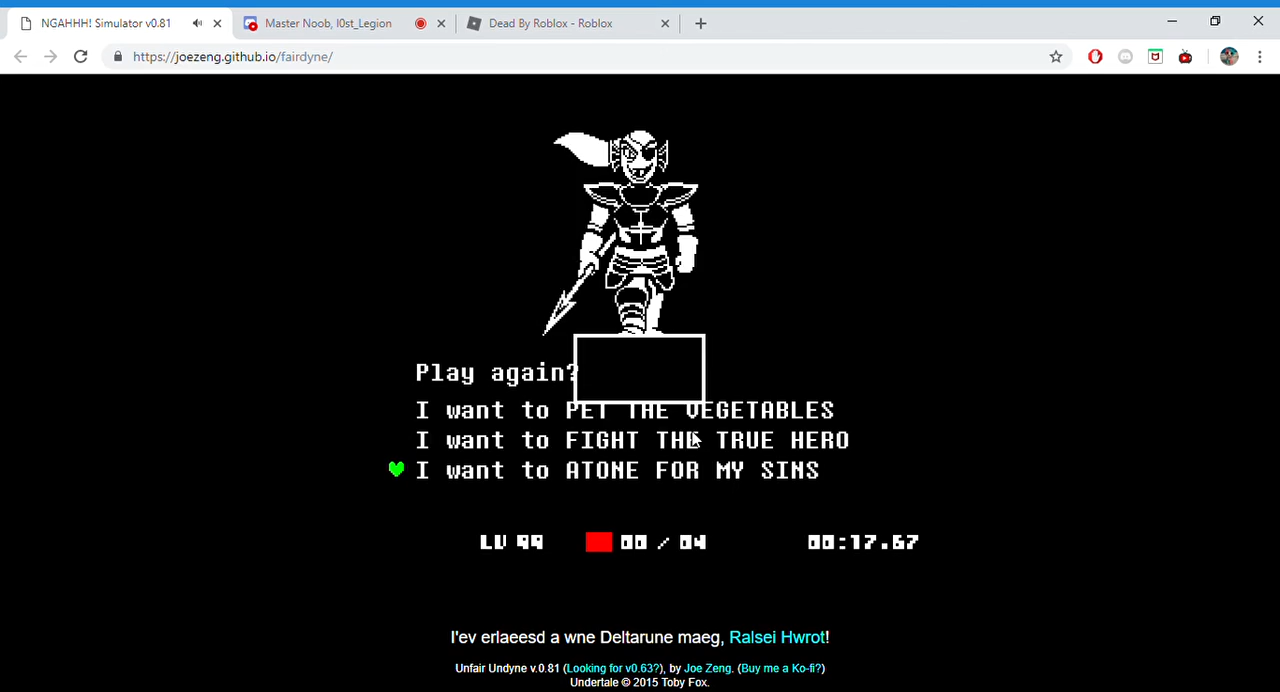 NGAHHH! Simulator v0.81
Master Noob, l0st_Legion
Dead By Roblox - Roblox
https://joezeng.github.io/fairdyne/
Play again?
I want to PET THE VEGETABLES
I want to FIGHT THE TRUE HERO
I want to ATONE FOR MY SINS
LV 99 00 / 04 00:17.67
I'ev erlaeesd a wne Deltarune maeg, Ralsei Hwrot!
Unfair Undyne v.0.81 (Looking for v0.63?), by Joe Zeng. (Buy me a Ko-fi?)
Undertale © 2015 Toby Fox.